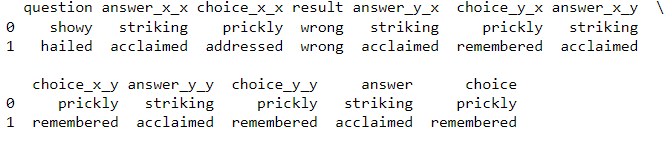 question answer_x_x choice_x_x result answer_y_x choice_y_x answer_x_y \
0 showy striking prickly wrong striking prickly striking
1 hailed acclaimed addressed wrong acclaimed remembered acclaimed
choice_x_y answer_y_y choice_y_y answer choice
0 prickly striking prickly striking prickly
1 remembered acclaimed remembered acclaimed remembered